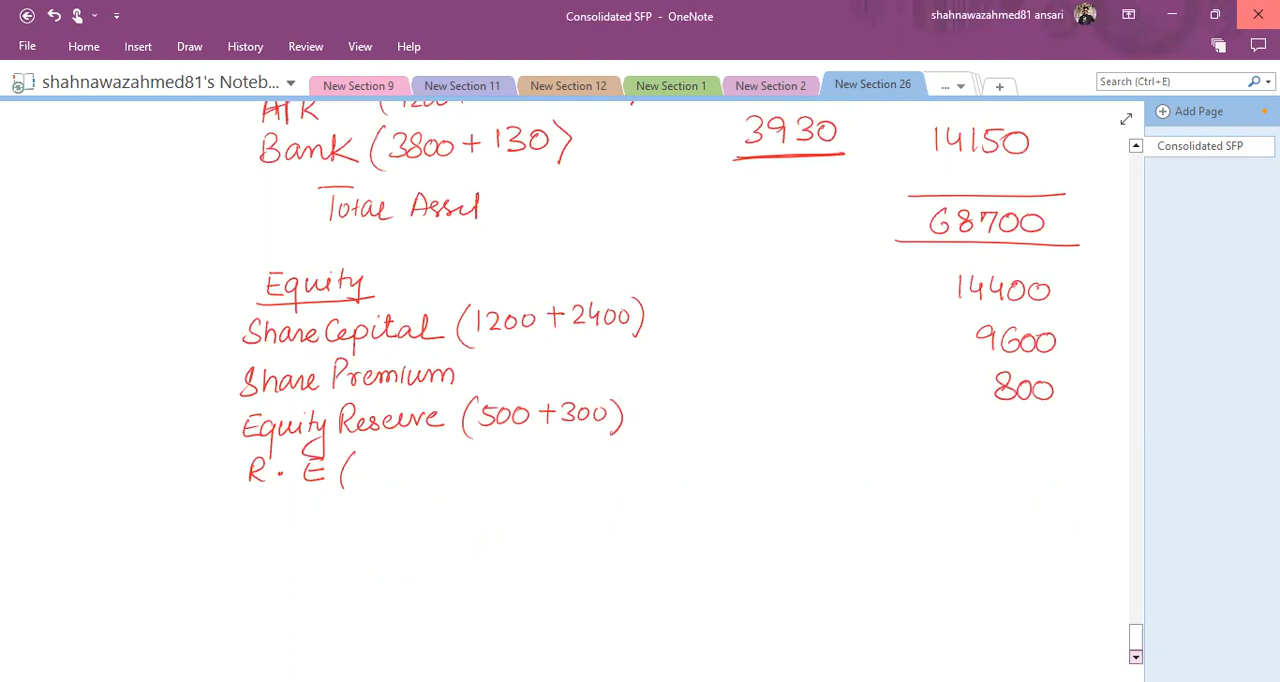 Consolidated SFP - OneNote
shahnawazahmed81 ansari
File Home Insert Draw History Review View Help
shahnawazahmed81's Noteb... New Section 9 New Section 11 New Section 12 New Section 1 New Section 2 New Section 26 ... + Search (Ctrl+E)
Add Page
Consolidated SFP
Bank (3800 + 130) 3930 14150
Total Asset
68700
Equity
14400
Share Capital (1200 + 2400)
9600
Share Premium
800
Equity Reserve (500 + 300)
R. E (